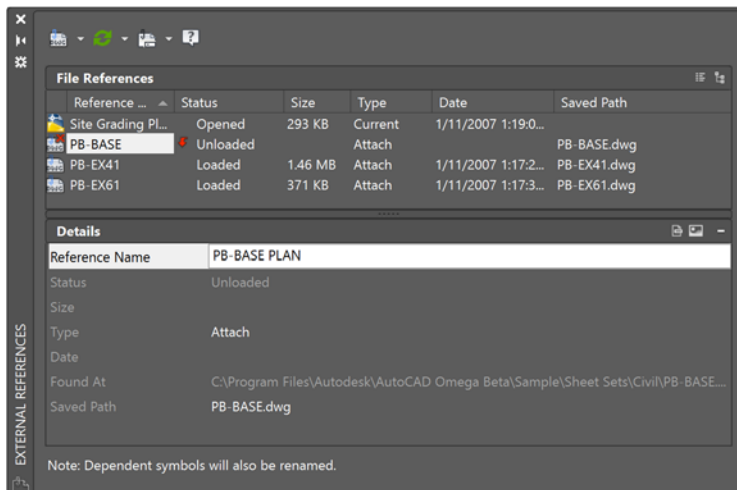 File References
Reference ... Status Size Type Date Saved Path
Site Grading Pl... Opened 293 KB Current 1/11/2007 1:19:0...
PB-BASE Unloaded Attach PB-BASE.dwg
PB-EX41 Loaded 1.46 MB Attach 1/11/2007 1:17:2... PB-EX41.dwg
PB-EX61 Loaded 371 KB Attach 1/11/2007 1:17:3... PB-EX61.dwg
Details
Reference Name PB-BASE PLAN
Status Unloaded
Size
Type Attach
Date
Found At C:\Program Files\Autodesk\AutoCAD Omega Beta\Sample\Sheet Sets\Civil\PB-BASE....
Saved Path PB-BASE.dwg
Note: Dependent symbols will also be renamed.
EXTERNAL REFERENCES